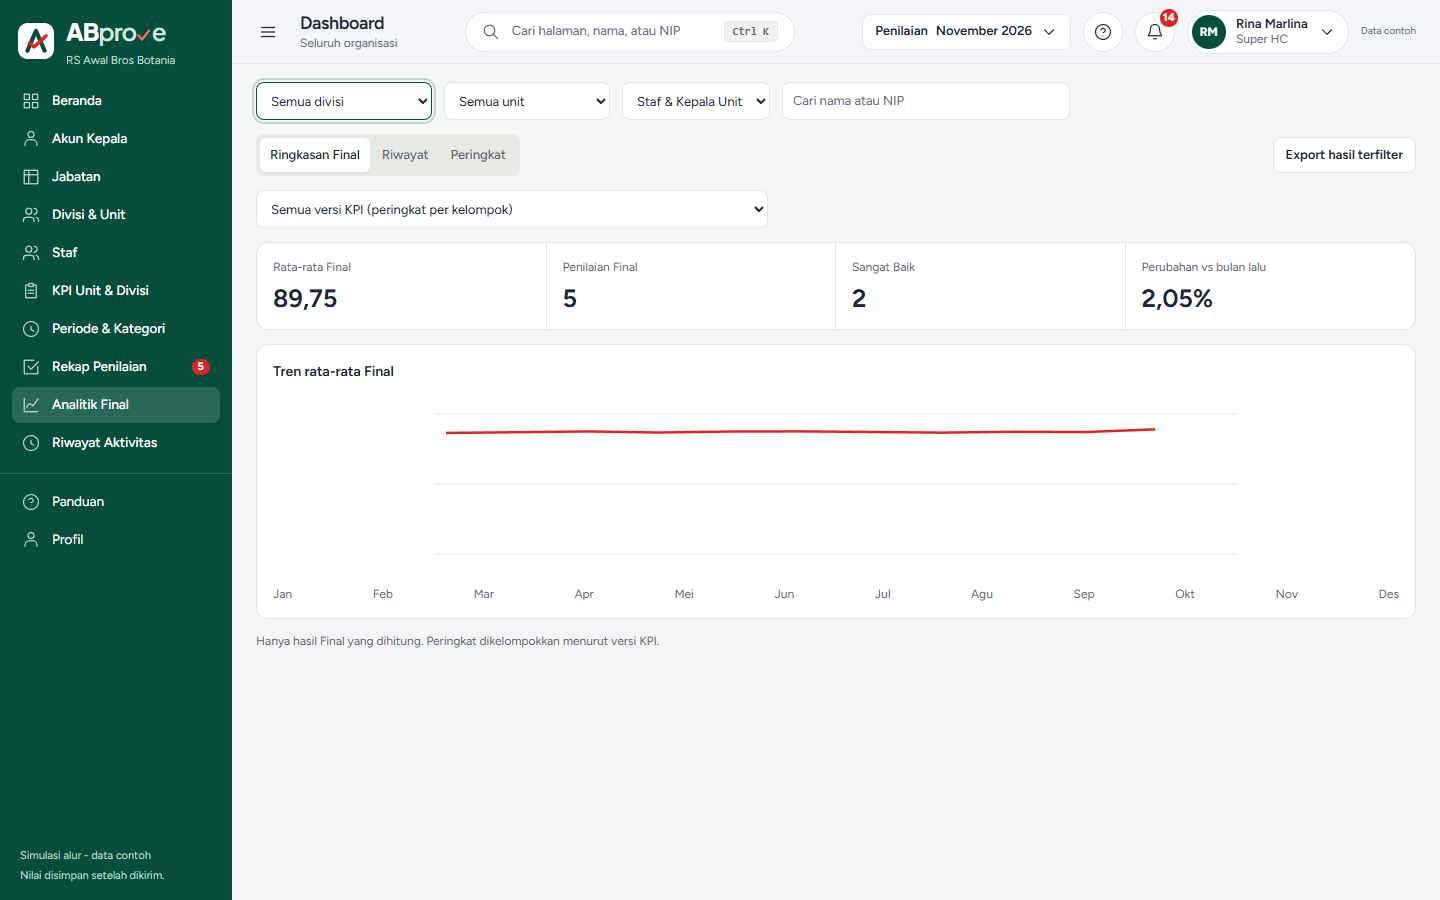 ABprove
RS Awal Bros Botania
Beranda
Akun Kepala
Jabatan
Divisi & Unit
Staf
KPI Unit & Divisi
Periode & Kategori
Rekap Penilaian 5
Analitik Final
Riwayat Aktivitas
Panduan
Profil
Simulasi alur - data contoh
Nilai disimpan setelah dikirim.
Dashboard
Seluruh organisasi
Cari halaman, nama, atau NIP Ctrl K
Penilaian November 2026
14
RM
Rina Marlina
Super HC
Data contoh
Semua divisi
Semua unit
Staf & Kepala Unit
Cari nama atau NIP
Ringkasan Final Riwayat Peringkat
Export hasil terfilter
Semua versi KPI (peringkat per kelompok)
Rata-rata Final
89,75
Penilaian Final
5
Sangat Baik
2
Perubahan vs bulan lalu
2,05%
Tren rata-rata Final
Jan Feb Mar Apr Mei Jun Jul Agu Sep Okt Nov Des
Hanya hasil Final yang dihitung. Peringkat dikelompokkan menurut versi KPI.